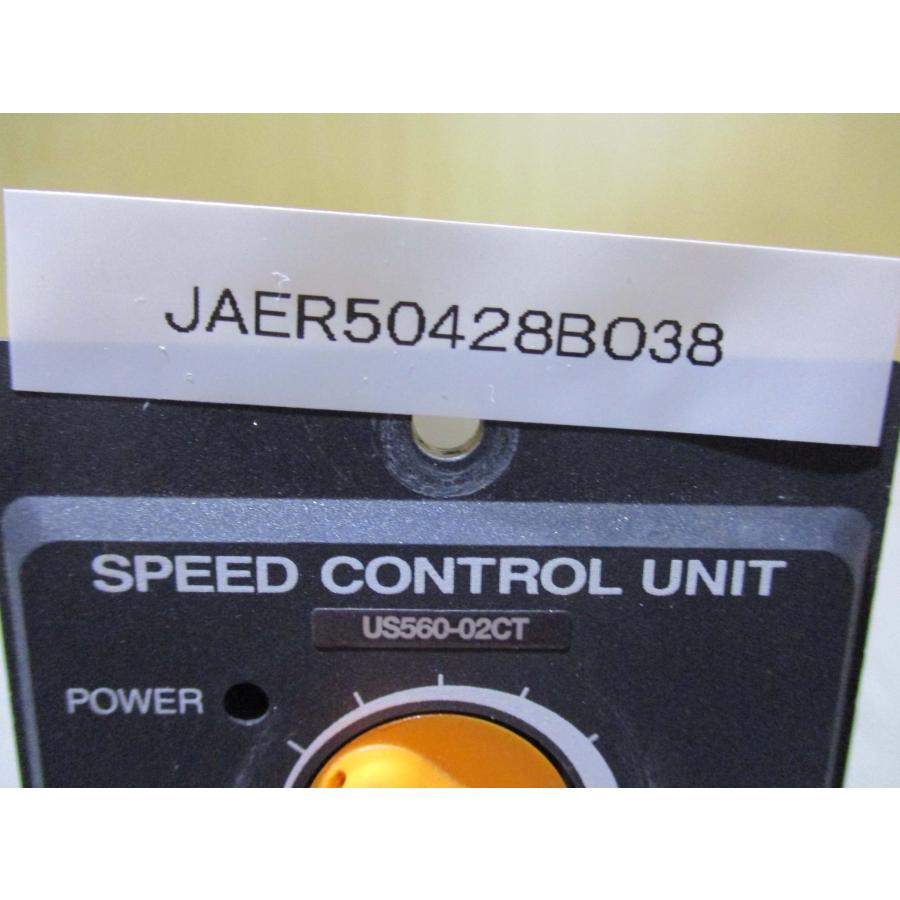 JAER50428B038
SPEED CONTROL UNIT
US560-02CT
POWER